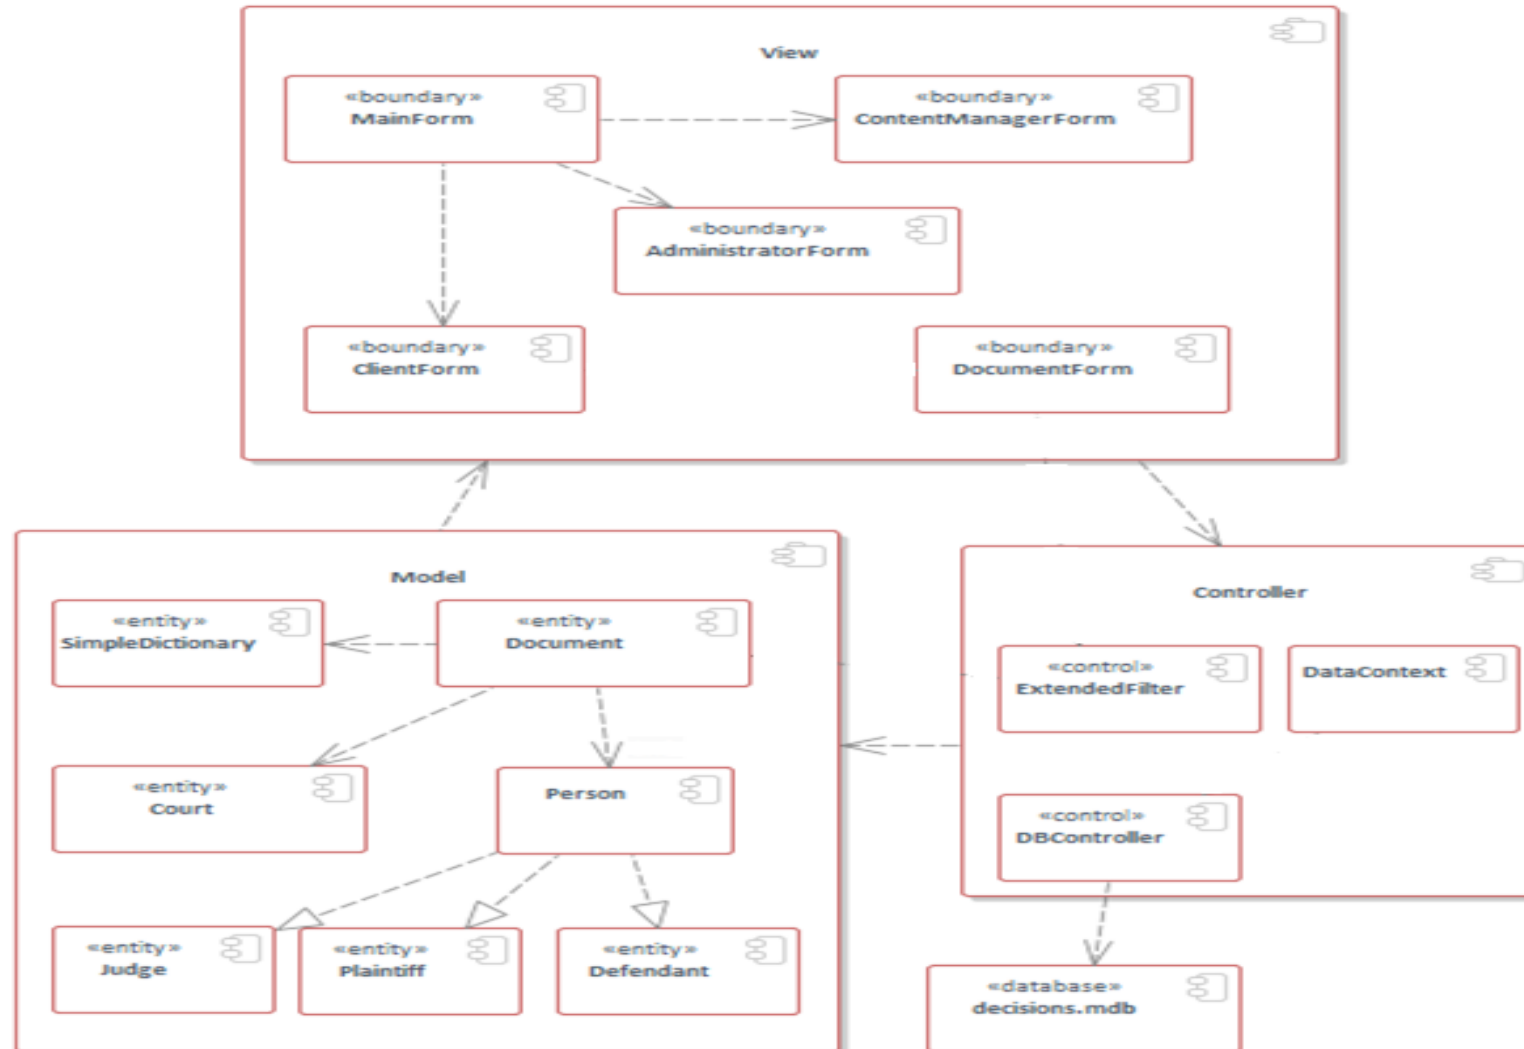 View
«boundary»
MainForm
«boundary»
ContentManagerForm
«boundary»
AdministratorForm
«boundary»
ClientForm
«boundary»
DocumentForm
Model
«entity»
SimpleDictionary
«entity»
Document
«entity»
Court
Person
«entity»
Judge
«entity»
Plaintiff
«entity»
Defendant
Controller
«control»
ExtendedFilter
DataContext
«control»
DBController
«database»
decisions.mdb